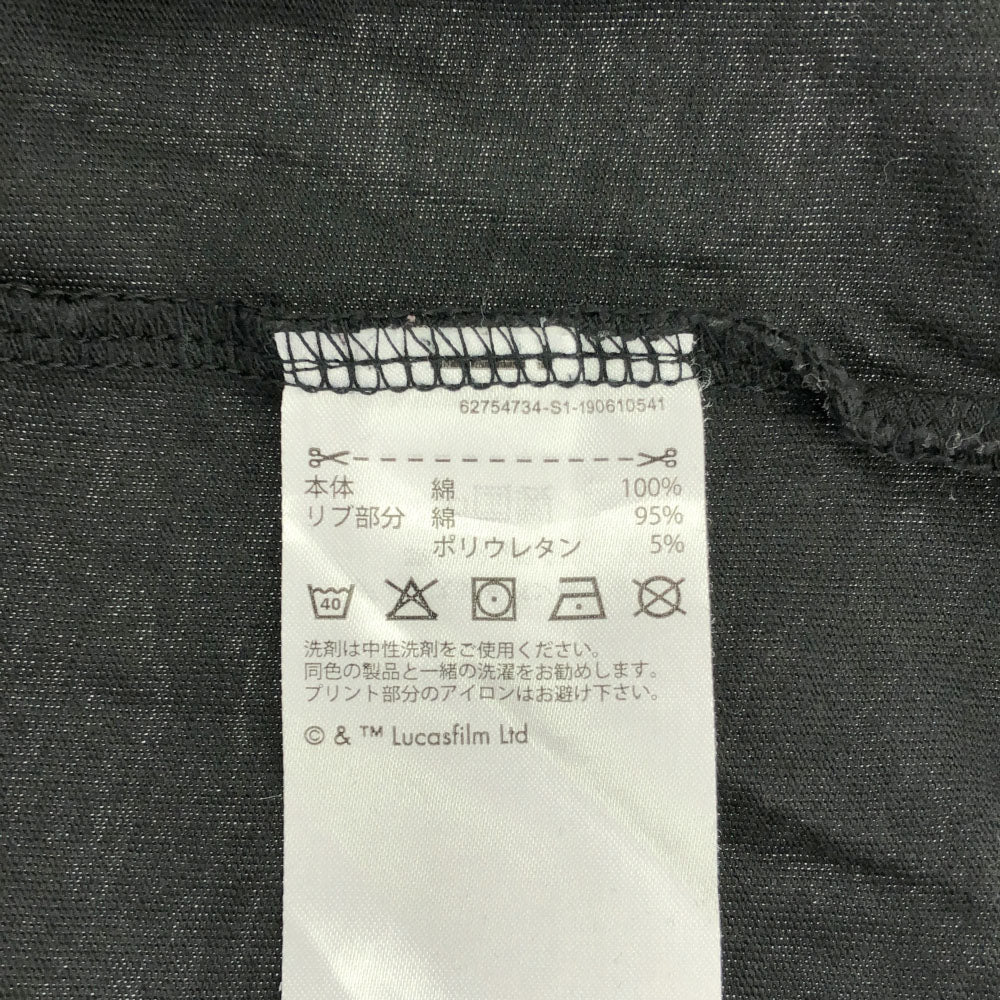 62754734-S1-190610541
本体 綿 100%
リブ部分 綿 95%
ポリウレタン 5%
40
洗剤は中性洗剤をご使用ください。
同色の製品と一緒の洗濯をお勧めします。
プリント部分のアイロンはお避け下さい。
© & ™ Lucasfilm Ltd